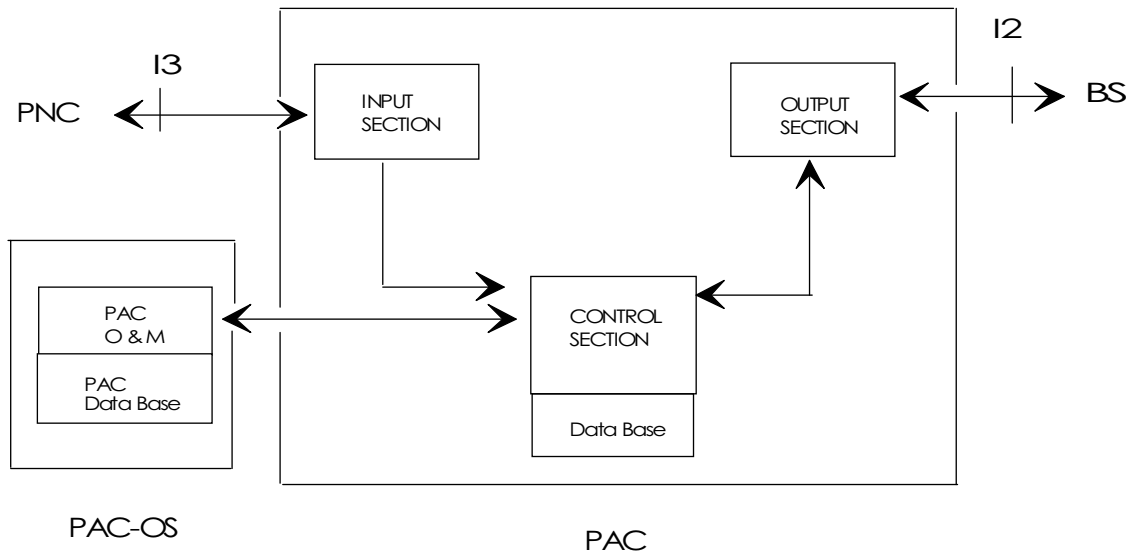 I3
PNC
INPUT
SECTION
I2
BS
OUTPUT
SECTION
PAC
O & M
PAC
Data Base
CONTROL
SECTION
Data Base
PAC-OS
PAC